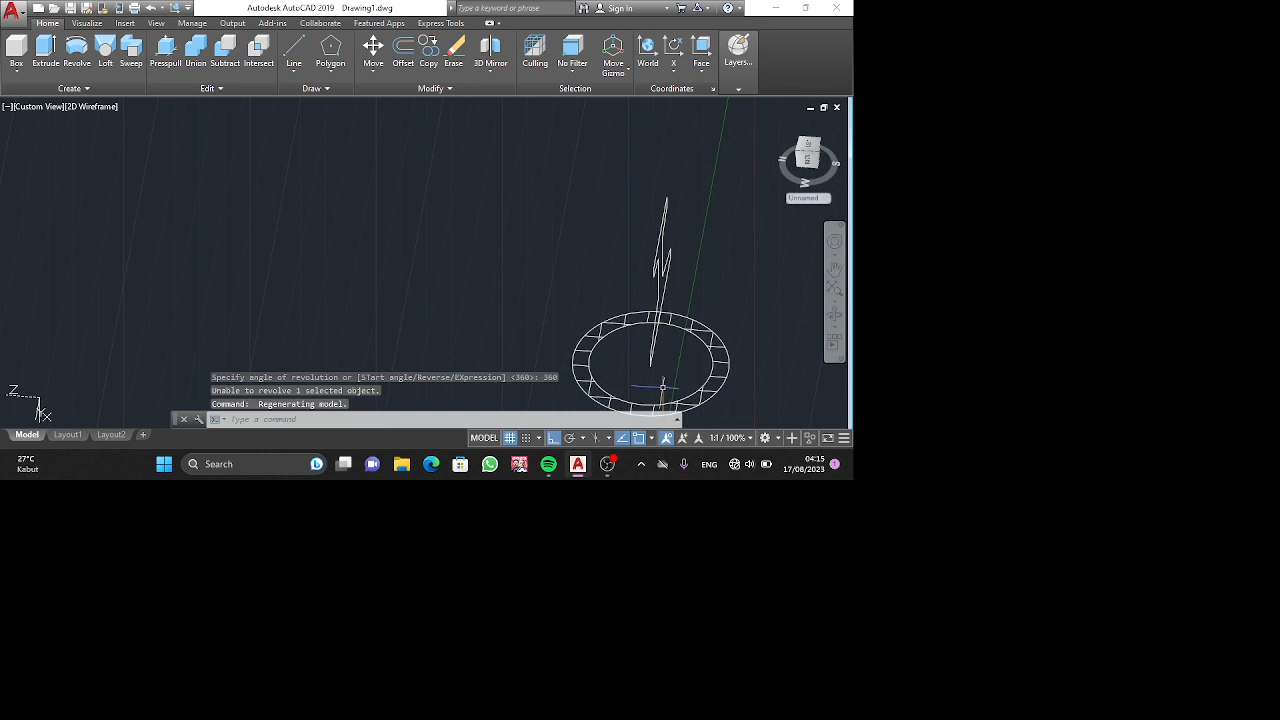 Autodesk AutoCAD 2019 Drawing1.dwg
Type a keyword or phrase
Sign In
Home Visualize Insert View Manage Output Add-ins Collaborate Featured Apps Express Tools
Box Extrude Revolve Loft Sweep Presspull Union Subtract Intersect Line Polygon Move Offset Copy Erase 3D Mirror Culling No Filter Move Gizmo World X Face Layers...
Create Edit Draw Modify Selection Coordinates
[−][Custom View][2D Wireframe]
W
S
Unnamed
Specify angle of revolution or [STart angle/Reverse/EXpression] <360>: 360
Unable to revolve 1 selected object.
Command: Regenerating model.
Z
X
Type a command
Model Layout1 Layout2
MODEL 1:1 / 100%
27°C
Kabut
Search
ENG
04:15
17/08/2023
1